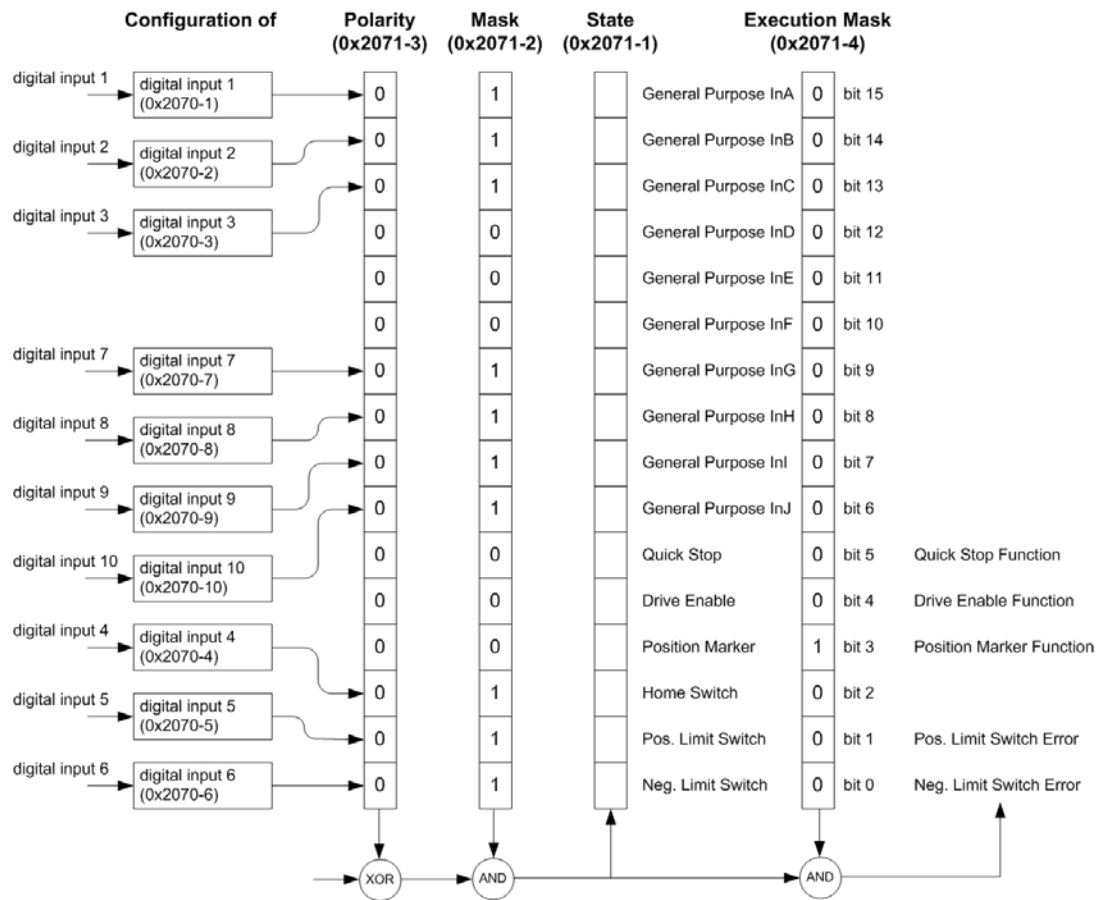 Configuration of Polarity Mask State Execution Mask
(0x2071-3) (0x2071-2) (0x2071-1) (0x2071-4)
digital input 1
digital input 1
(0x2070-1)
0 1 General Purpose InA 0 bit 15
digital input 2
digital input 2
(0x2070-2)
0 1 General Purpose InB 0 bit 14
digital input 3
digital input 3
(0x2070-3)
0 1 General Purpose InC 0 bit 13
0 0 General Purpose InD 0 bit 12
0 0 General Purpose InE 0 bit 11
0 0 General Purpose InF 0 bit 10
digital input 7
digital input 7
(0x2070-7)
0 1 General Purpose InG 0 bit 9
digital input 8
digital input 8
(0x2070-8)
0 1 General Purpose InH 0 bit 8
digital input 9
digital input 9
(0x2070-9)
0 1 General Purpose InI 0 bit 7
digital input 10
digital input 10
(0x2070-10)
0 1 General Purpose InJ 0 bit 6
0 0 Quick Stop 0 bit 5 Quick Stop Function
0 0 Drive Enable 0 bit 4 Drive Enable Function
digital input 4
digital input 4
(0x2070-4)
0 0 Position Marker 1 bit 3 Position Marker Function
0 1 Home Switch 0 bit 2
digital input 5
digital input 5
(0x2070-5)
0 1 Pos. Limit Switch 0 bit 1 Pos. Limit Switch Error
digital input 6
digital input 6
(0x2070-6)
0 1 Neg. Limit Switch 0 bit 0 Neg. Limit Switch Error
XOR AND AND